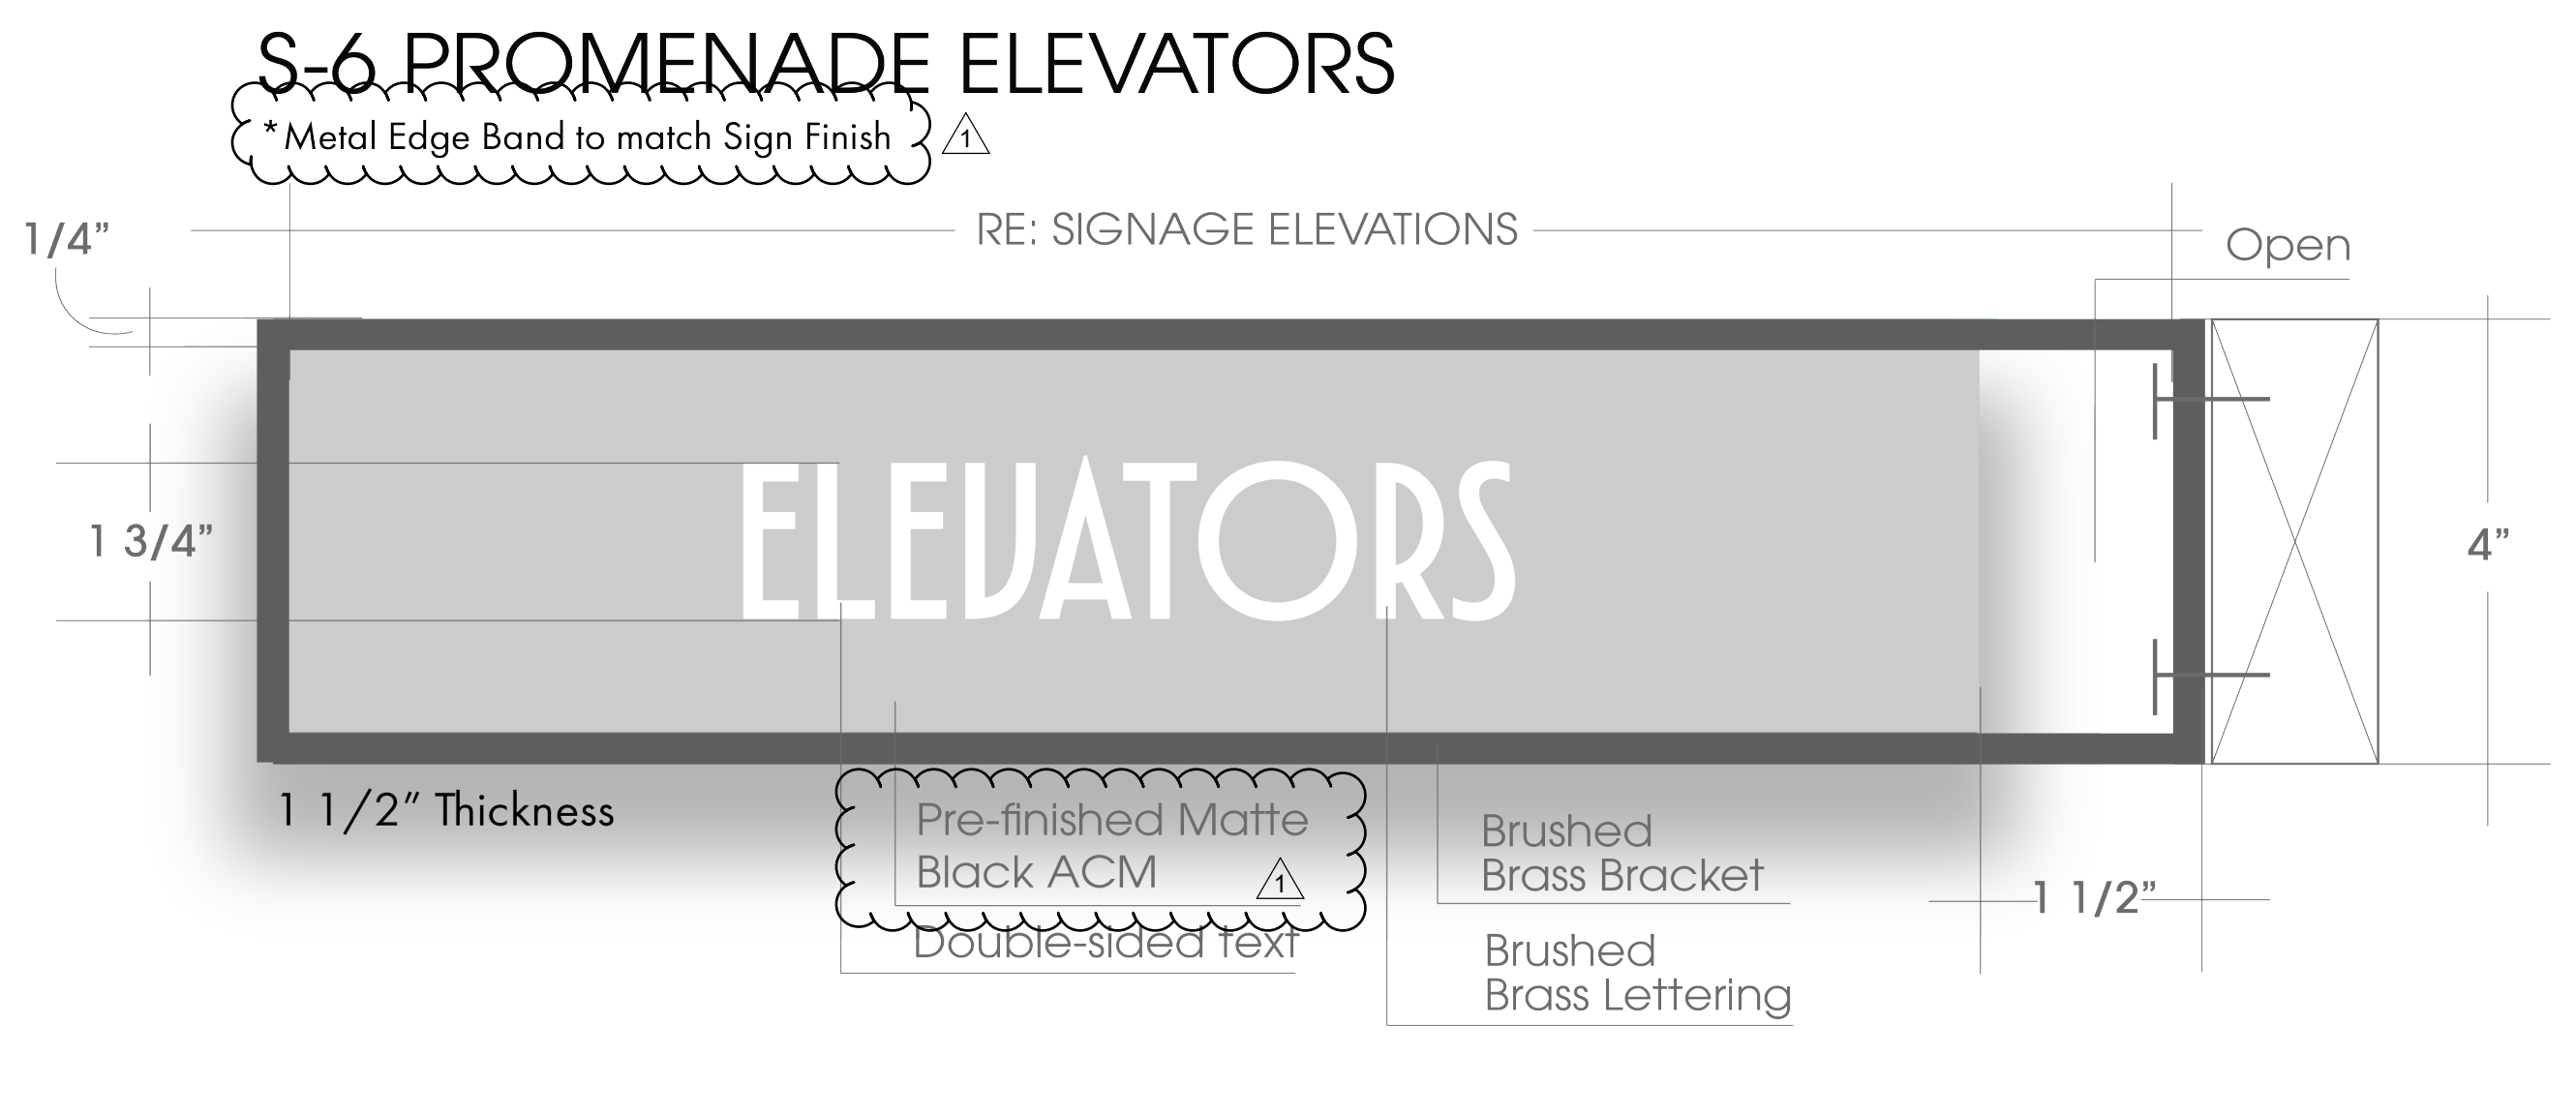 S-6 PROMENADE ELEVATORS
*Metal Edge Band to match Sign Finish
1
RE: SIGNAGE ELEVATIONS
1/4”
Open
ELEVATORS
1 3/4”
4”
1 1/2” Thickness
Pre-finished Matte
Black ACM
1
Double-sided text
Brushed
Brass Bracket
1 1/2”
Brushed
Brass Lettering